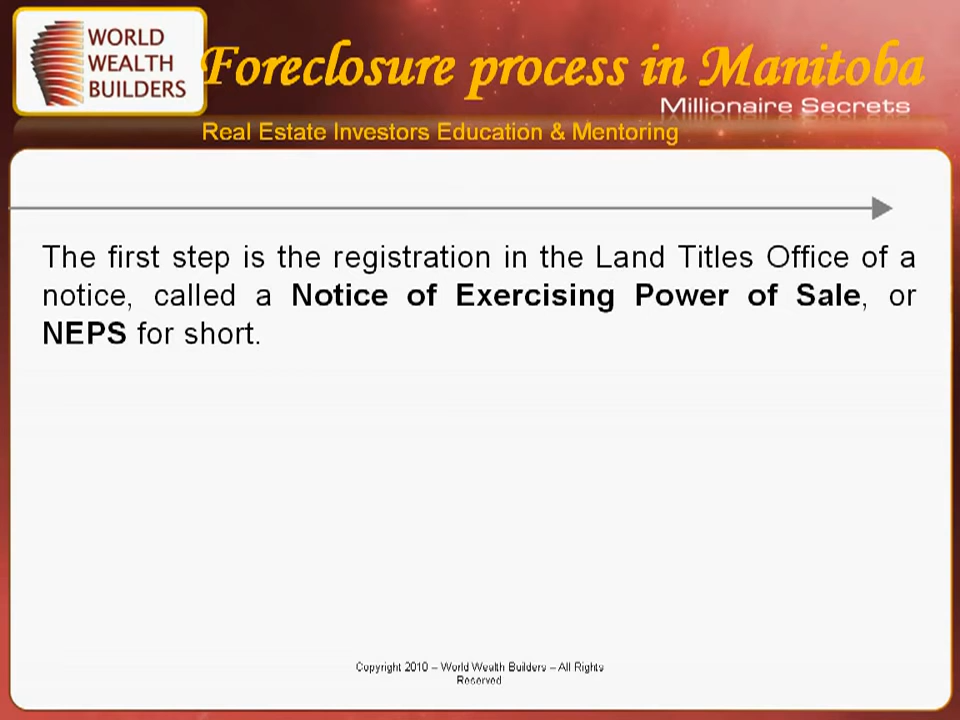 WORLD
WEALTH
BUILDERS
Foreclosure process in Manitoba
Millionaire Secrets
Real Estate Investors Education & Mentoring
The first step is the registration in the Land Titles Office of a
notice, called a Notice of Exercising Power of Sale, or
NEPS for short.
Copyright 2010 – World Wealth Builders – All Rights
Reserved